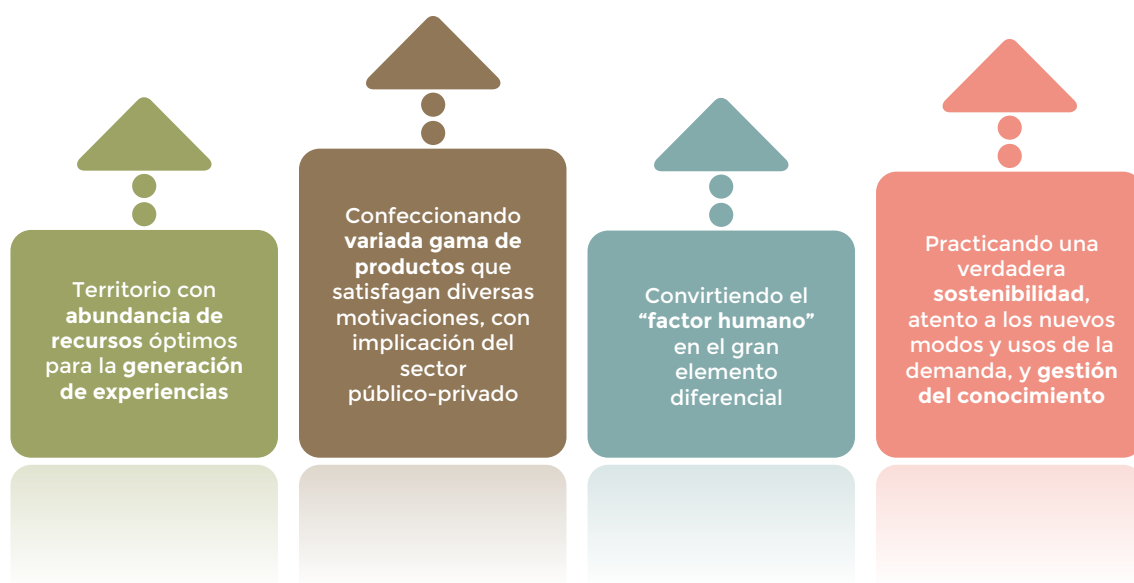 Territorio con
abundancia de
recursos óptimos
para la generación
de experiencias
Confeccionando
variada gama de
productos que
satisfagan diversas
motivaciones, con
implicación del
sector
público-privado
Convirtiendo el
“factor humano”
en el gran
elemento
diferencial
Practicando una
verdadera
sostenibilidad,
atento a los nuevos
modos y usos de la
demanda, y gestión
del conocimiento